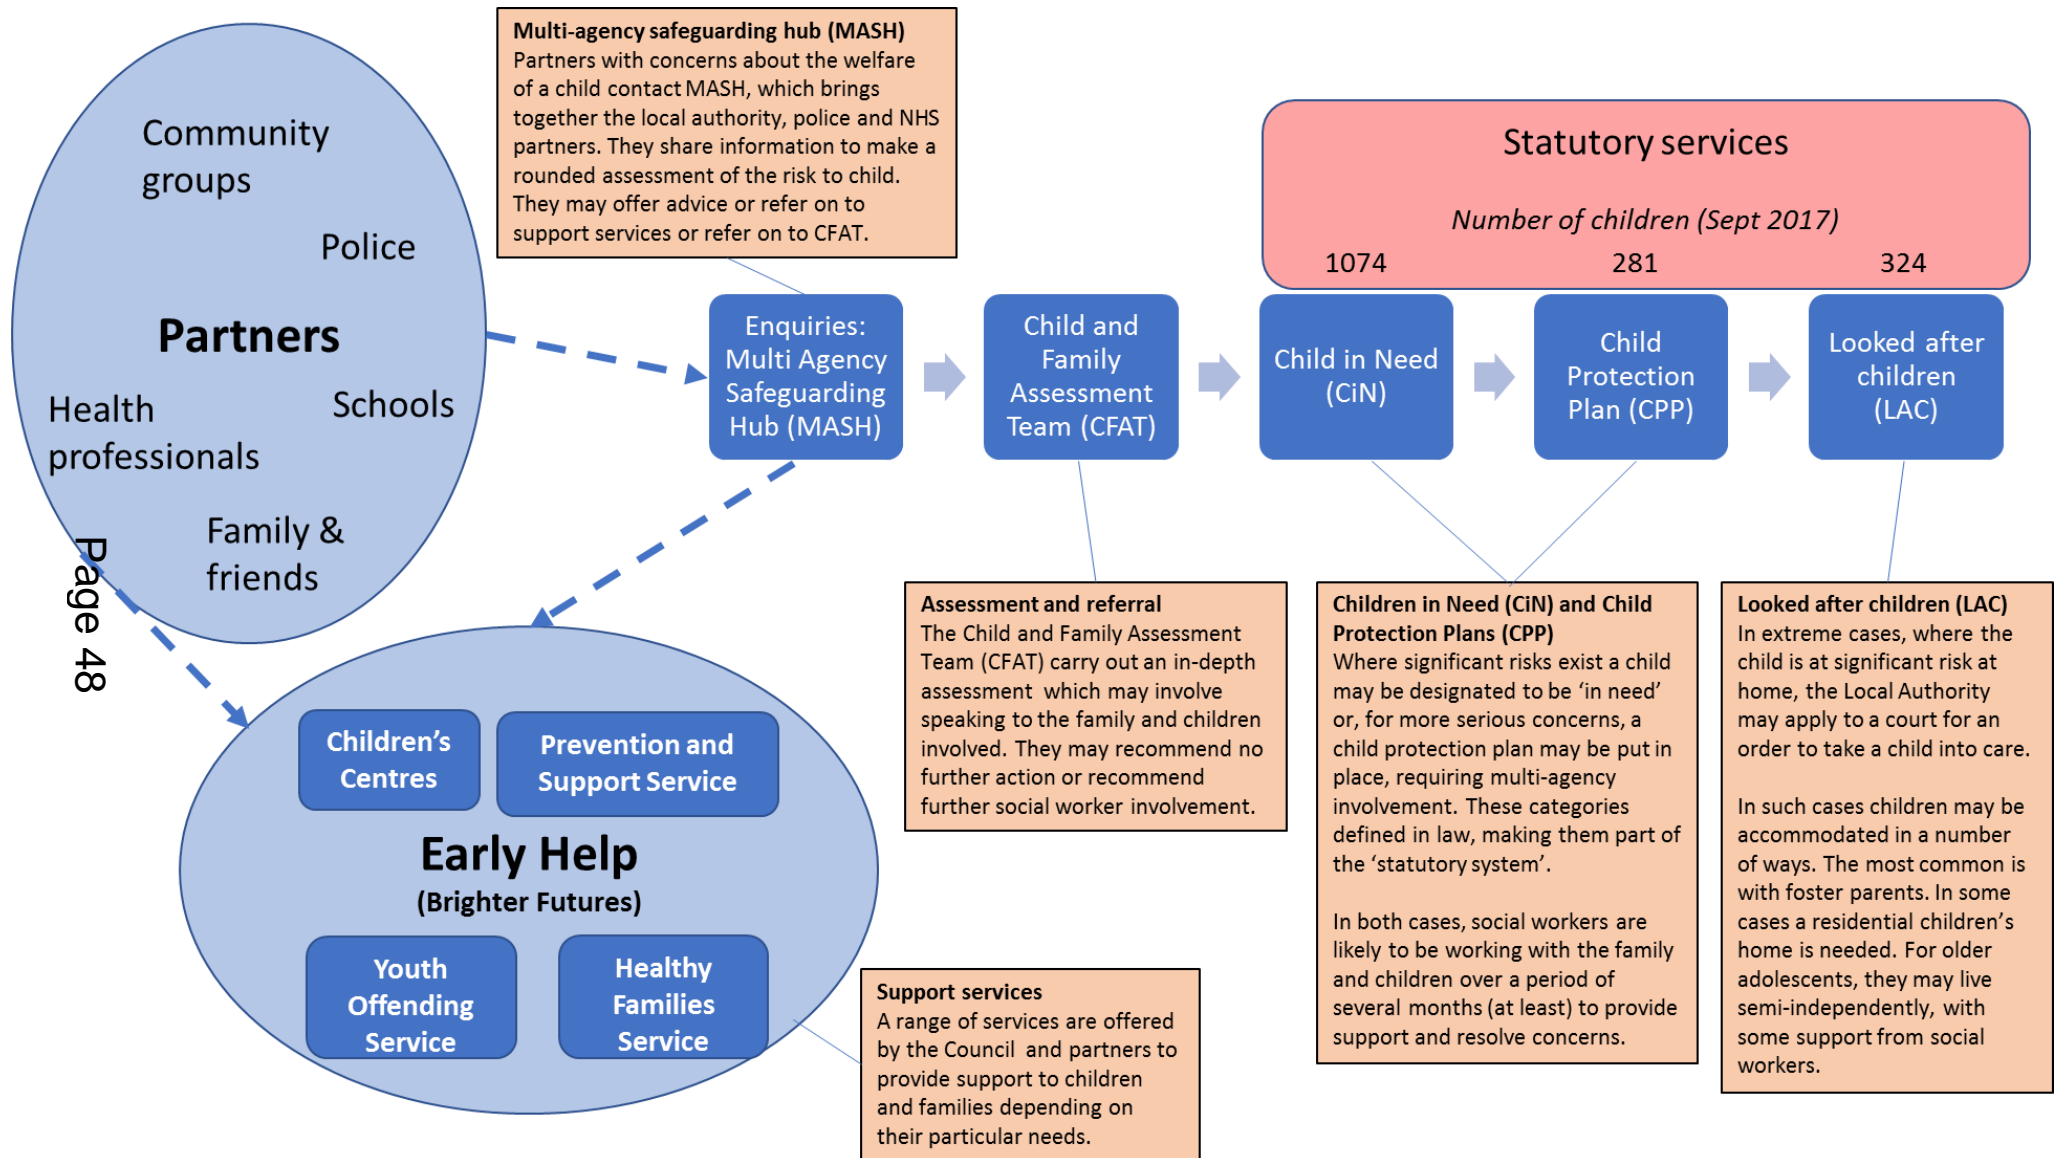 Community
groups
Police
Partners
Health
professionals
Schools
Family &
friends
Page 48
Multi-agency safeguarding hub (MASH)
Partners with concerns about the welfare
of a child contact MASH, which brings
together the local authority, police and NHS
partners. They share information to make a
rounded assessment of the risk to child.
They may offer advice or refer on to
support services or refer on to CFAT.
Statutory services
Number of children (Sept 2017)
1074 281 324
Enquiries:
Multi Agency
Safeguarding
Hub (MASH)
Child and
Family
Assessment
Team (CFAT)
Child in Need
(CiN)
Child
Protection
Plan (CPP)
Looked after
children
(LAC)
Assessment and referral
The Child and Family Assessment
Team (CFAT) carry out an in-depth
assessment which may involve
speaking to the family and children
involved. They may recommend no
further action or recommend
further social worker involvement.
Children in Need (CiN) and Child
Protection Plans (CPP)
Where significant risks exist a child
may be designated to be ‘in need’
or, for more serious concerns, a
child protection plan may be put in
place, requiring multi-agency
involvement. These categories
defined in law, making them part of
the ‘statutory system’.
In both cases, social workers are
likely to be working with the family
and children over a period of
several months (at least) to provide
support and resolve concerns.
Looked after children (LAC)
In extreme cases, where the
child is at significant risk at
home, the Local Authority
may apply to a court for an
order to take a child into care.
In such cases children may be
accommodated in a number
of ways. The most common is
with foster parents. In some
cases a residential children’s
home is needed. For older
adolescents, they may live
semi-independently, with
some support from social
workers.
Children’s
Centres
Prevention and
Support Service
Early Help
(Brighter Futures)
Youth
Offending
Service
Healthy
Families
Service
Support services
A range of services are offered
by the Council and partners to
provide support to children
and families depending on
their particular needs.